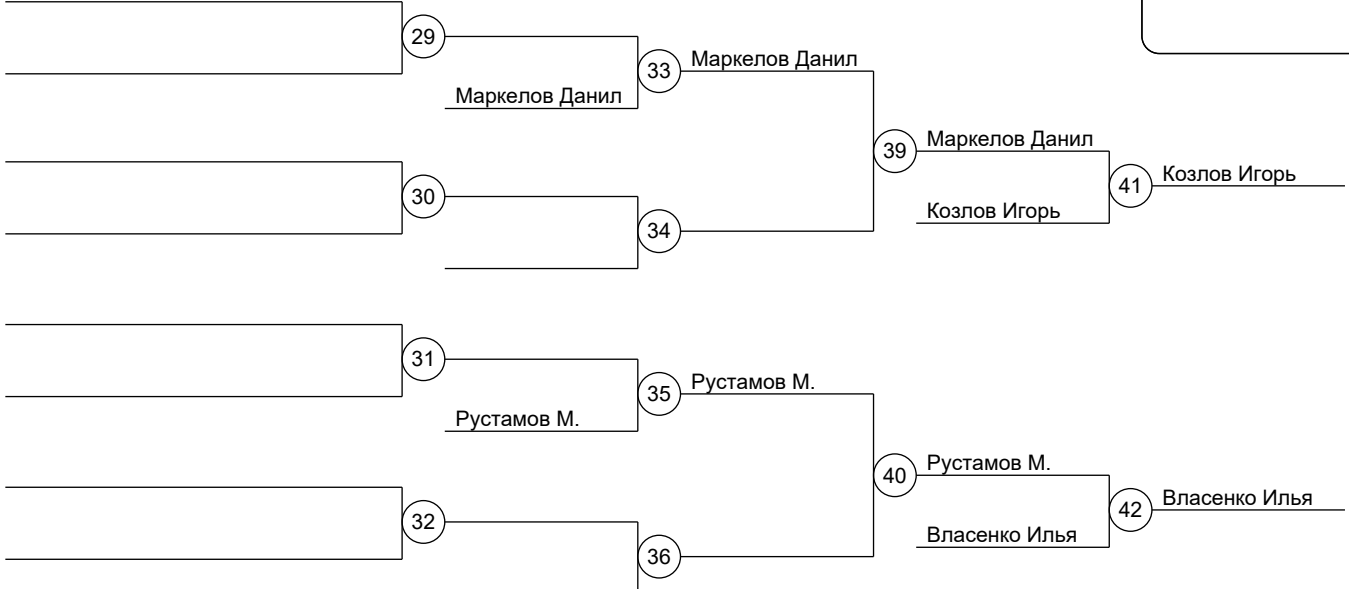 29
33
Маркелов Данил
Маркелов Данил
39
Маркелов Данил
30
41
Козлов Игорь
Козлов Игорь
34
31
35
Рустамов М.
Рустамов М.
40
Рустамов М.
32
42
Власенко Илья
Власенко Илья
36